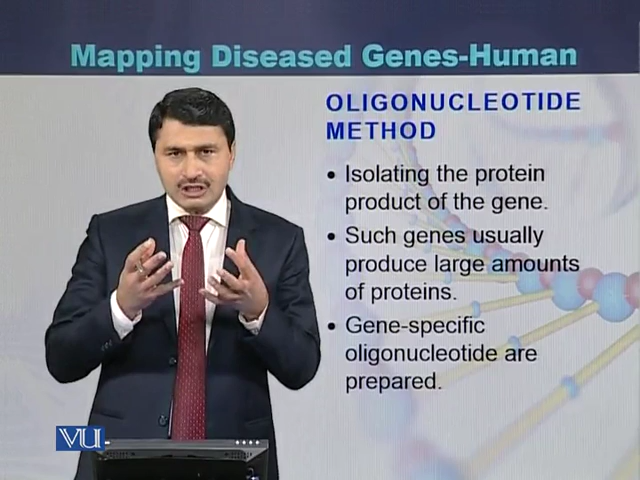 Mapping Diseased Genes-Human
OLIGONUCLEOTIDE
METHOD
• Isolating the protein
product of the gene.
• Such genes usually
produce large amounts
of proteins.
• Gene-specific
oligonucleotide are
prepared.
VU